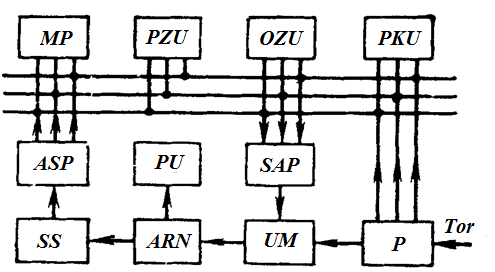 MP PZU OZU PKU
ASP PU SAP
Tor
SS ARN UM P